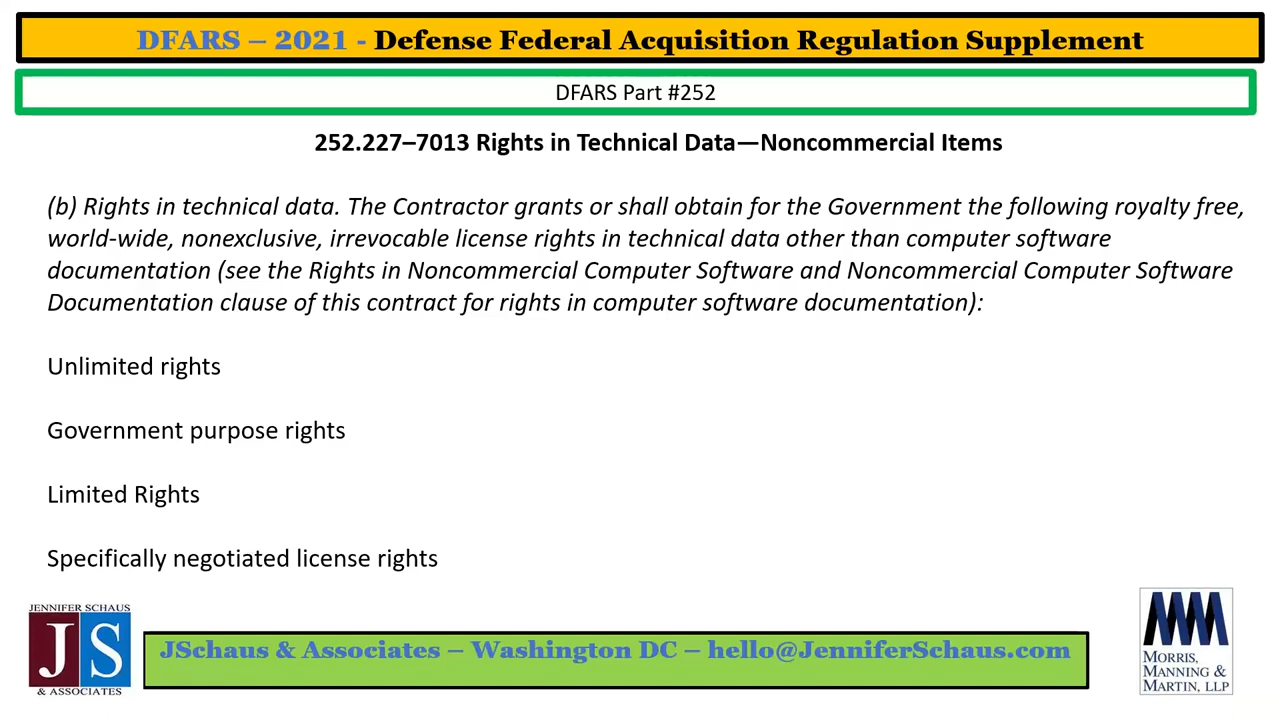 DFARS – 2021 - Defense Federal Acquisition Regulation Supplement
DFARS Part #252
252.227–7013 Rights in Technical Data—Noncommercial Items
(b) Rights in technical data. The Contractor grants or shall obtain for the Government the following royalty free,
world-wide, nonexclusive, irrevocable license rights in technical data other than computer software
documentation (see the Rights in Noncommercial Computer Software and Noncommercial Computer Software
Documentation clause of this contract for rights in computer software documentation):
Unlimited rights
Government purpose rights
Limited Rights
Specifically negotiated license rights
JENNIFER SCHAUS
JS
& ASSOCIATES
JSchaus & Associates – Washington DC – hello@JenniferSchaus.com
MMM
MORRIS,
MANNING &
MARTIN, LLP